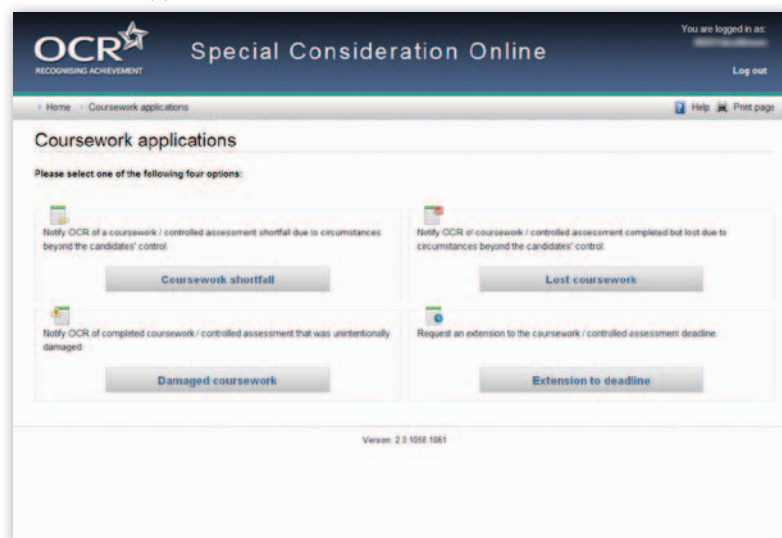 OCR
RECOGNISING ACHIEVEMENT
Special Consideration Online
You are logged in as:
Log out
Home Coursework applications
Help Print page
Coursework applications
Please select one of the following four options:
Notify OCR of a coursework / controlled assessment shortfall due to circumstances
beyond the candidates' control.
Coursework shortfall
Notify OCR of coursework / controlled assessment completed but lost due to
circumstances beyond the candidates' control.
Lost coursework
Notify OCR of completed coursework / controlled assessment that was unintentionally
damaged.
Damaged coursework
Request an extension to the coursework / controlled assessment deadline.
Extension to deadline
Version: 2.3.1058.1061